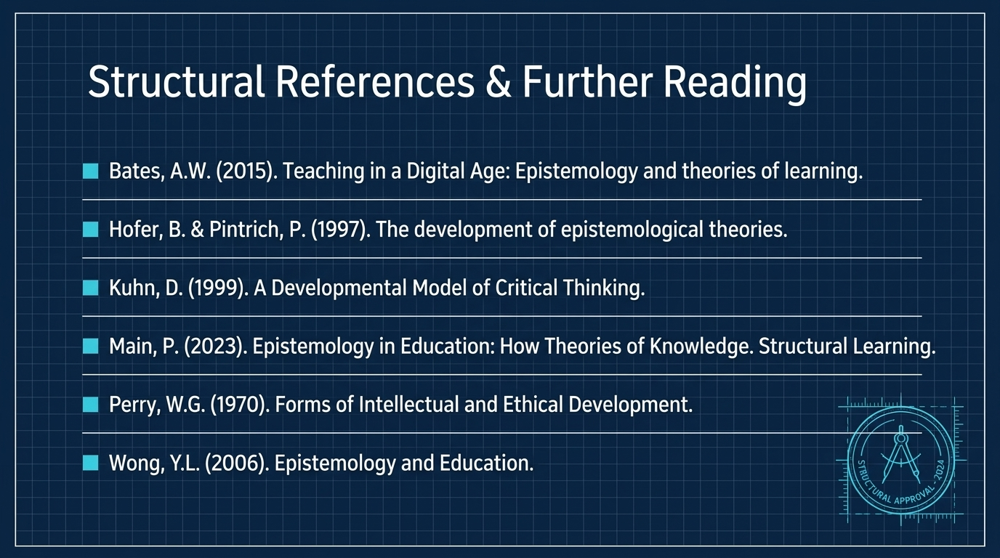 Structural References & Further Reading
Bates, A.W. (2015). Teaching in a Digital Age: Epistemology and theories of learning.
Hofer, B. & Pintrich, P. (1997). The development of epistemological theories.
Kuhn, D. (1999). A Developmental Model of Critical Thinking.
Main, P. (2023). Epistemology in Education: How Theories of Knowledge. Structural Learning.
Perry, W.G. (1970). Forms of Intellectual and Ethical Development.
Wong, Y.L. (2006). Epistemology and Education.
STRUCTURAL APPROVAL - 2024